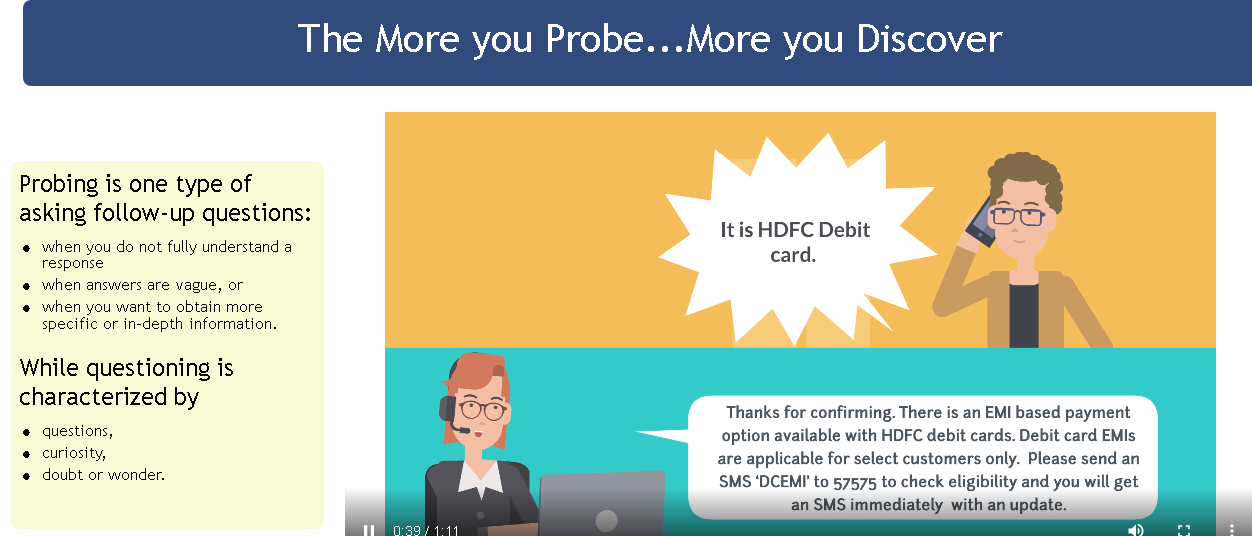 The More you Probe...More you Discover
Probing is one type of
asking follow-up questions:
when you do not fully understand a
response
when answers are vague, or
when you want to obtain more
specific or in-depth information.
While questioning is
characterized by
questions,
curiosity,
doubt or wonder.
It is HDFC Debit
card.
Thanks for confirming. There is an EMI based payment
option available with HDFC debit cards. Debit card EMIs
are applicable for select customers only. Please send an
SMS ‘DCEMI’ to 57575 to check eligibility and you will get
an SMS immediately with an update.
0:39 / 1:11